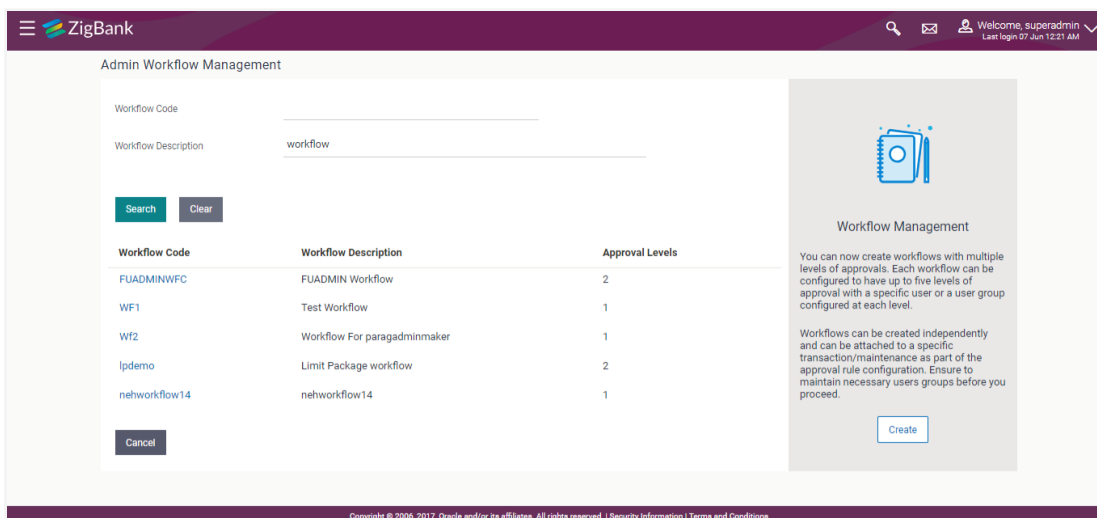 ZigBank
Welcome, superadmin
Last login 07 Jun 12:21 AM
Admin Workflow Management
Workflow Code
Workflow Description workflow
Search Clear
Workflow Code Workflow Description Approval Levels
FUADMINWFC FUADMIN Workflow 2
WF1 Test Workflow 1
Wf2 Workflow For paragadminmaker 1
lpdemo Limit Package workflow 2
nehworkflow14 nehworkflow14 1
Cancel
Workflow Management
You can now create workflows with multiple
levels of approvals. Each workflow can be
configured to have up to five levels of
approval with a specific user or a user group
configured at each level.
Workflows can be created independently
and can be attached to a specific
transaction/maintenance as part of the
approval rule configuration. Ensure to
maintain necessary users groups before you
proceed.
Create
Copyright © 2006, 2017, Oracle and/or its affiliates. All rights reserved. | Security Information | Terms and Conditions